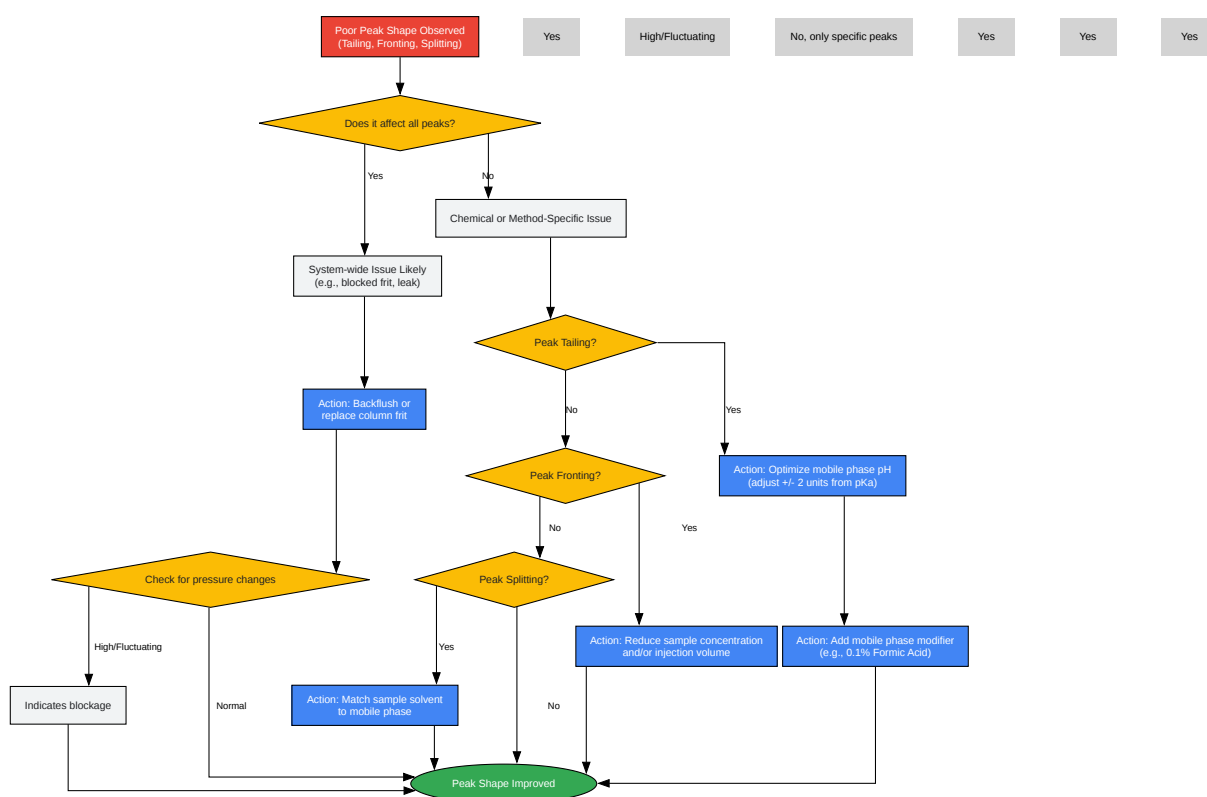 Poor Peak Shape Observed
(Tailing, Fronting, Splitting)
Yes
High/Fluctuating
No, only specific peaks
Yes
Yes
Yes
Does it affect all peaks?
Yes
No
Chemical or Method-Specific Issue
System-wide Issue Likely
(e.g., blocked frit, leak)
Peak Tailing?
Action: Backflush or
replace column frit
No
Yes
Peak Fronting?
Action: Optimize mobile phase pH
(adjust +/- 2 units from pKa)
No
Yes
Check for pressure changes
Peak Splitting?
High/Fluctuating
Yes
Action: Reduce sample concentration
and/or injection volume
Action: Add mobile phase modifier
(e.g., 0.1% Formic Acid)
Indicates blockage
Normal
Action: Match sample solvent
to mobile phase
No
Peak Shape Improved